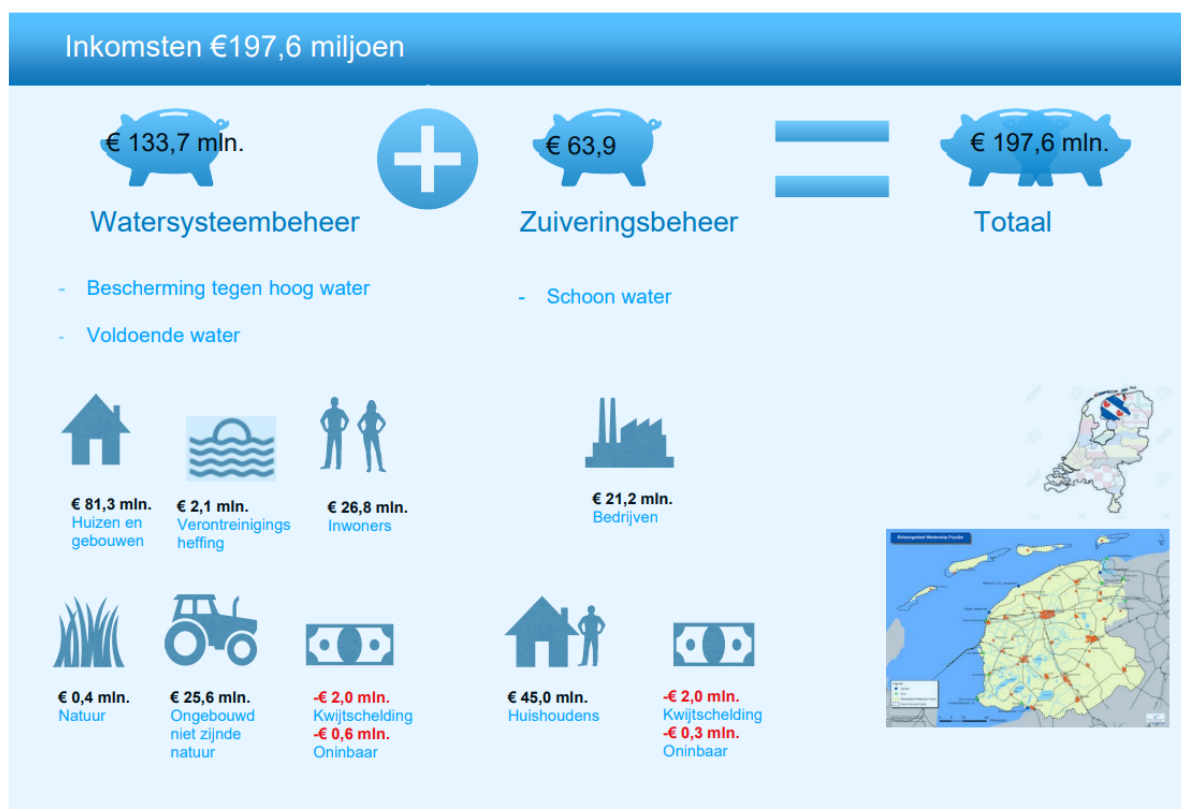 Inkomsten €197,6 miljoen
€ 133,7 mln.
€ 63,9
€ 197,6 mln.
Watersysteembeheer
Zuiveringsbeheer
Totaal
- Bescherming tegen hoog water
- Voldoende water
- Schoon water
€ 81,3 mln.
Huizen en
gebouwen
€ 2,1 mln.
Verontreinigings
heffing
€ 26,8 mln.
Inwoners
€ 21,2 mln.
Bedrijven
Beheergebied Wetterskip Fryslân
€ 0,4 mln.
Natuur
€ 25,6 mln.
Ongebouwd
niet zijnde
natuur
-€ 2,0 mln.
Kwijtschelding
-€ 0,6 mln.
Oninbaar
€ 45,0 mln.
Huishoudens
-€ 2,0 mln.
Kwijtschelding
-€ 0,3 mln.
Oninbaar